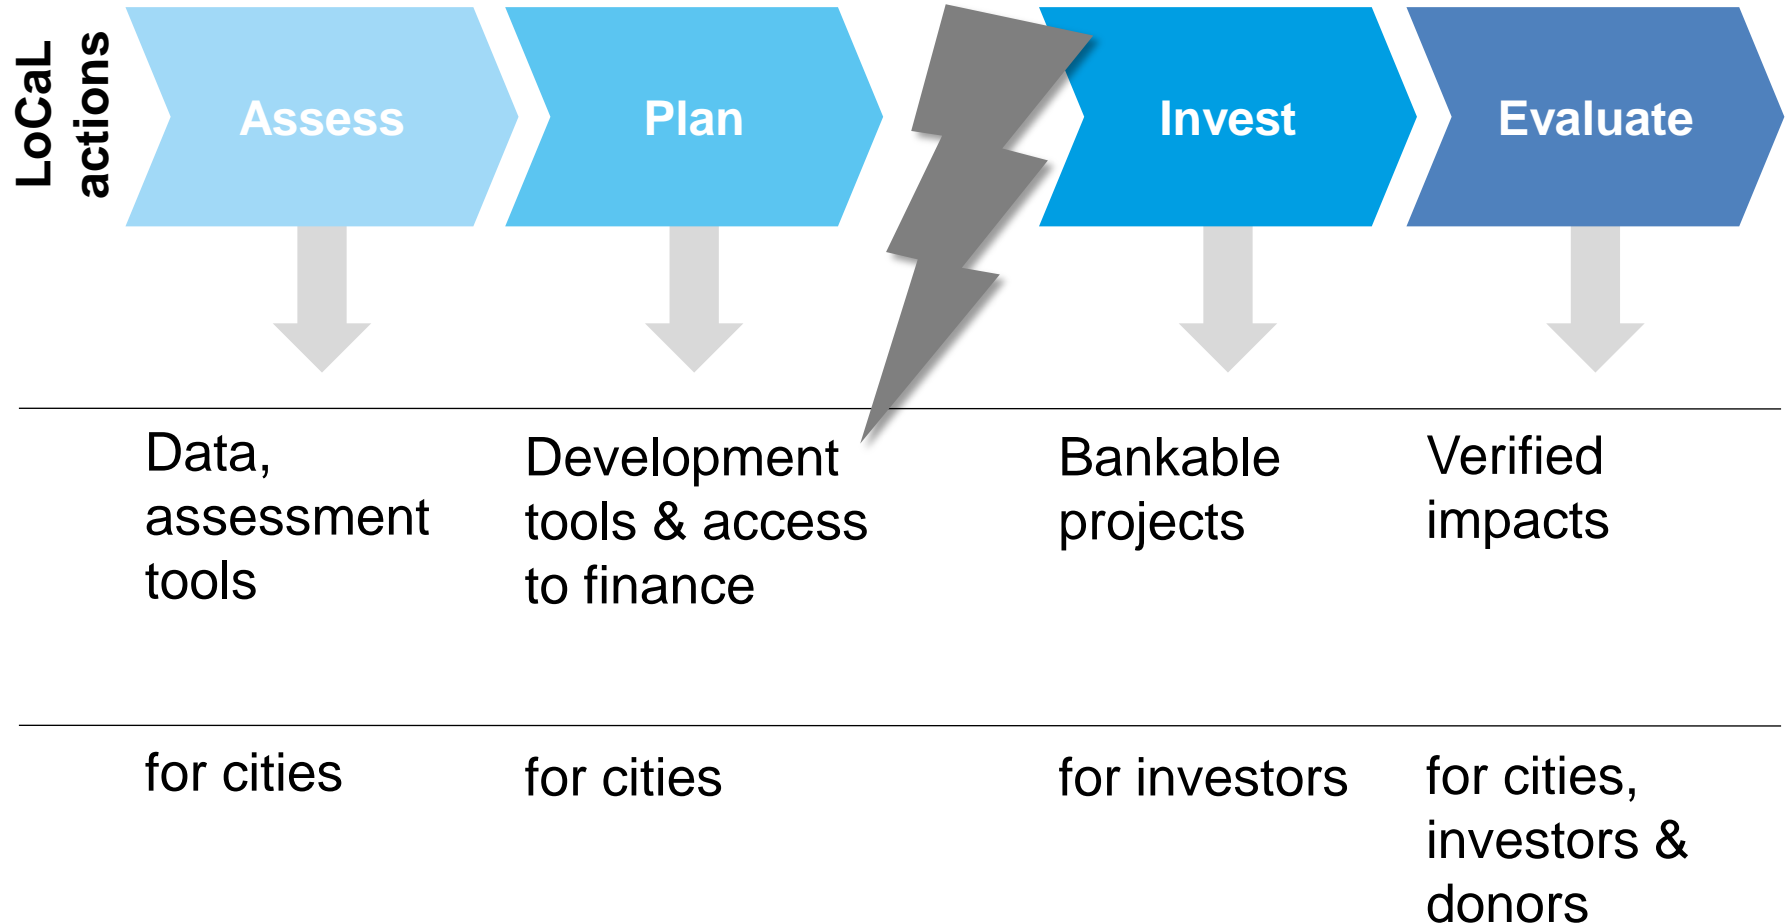 LoCaL
actions
Assess
Plan
Invest
Evaluate
Data,
assessment
tools
Development
tools & access
to finance
Bankable
projects
Verified
impacts
for cities
for cities
for investors
for cities,
investors &
donors